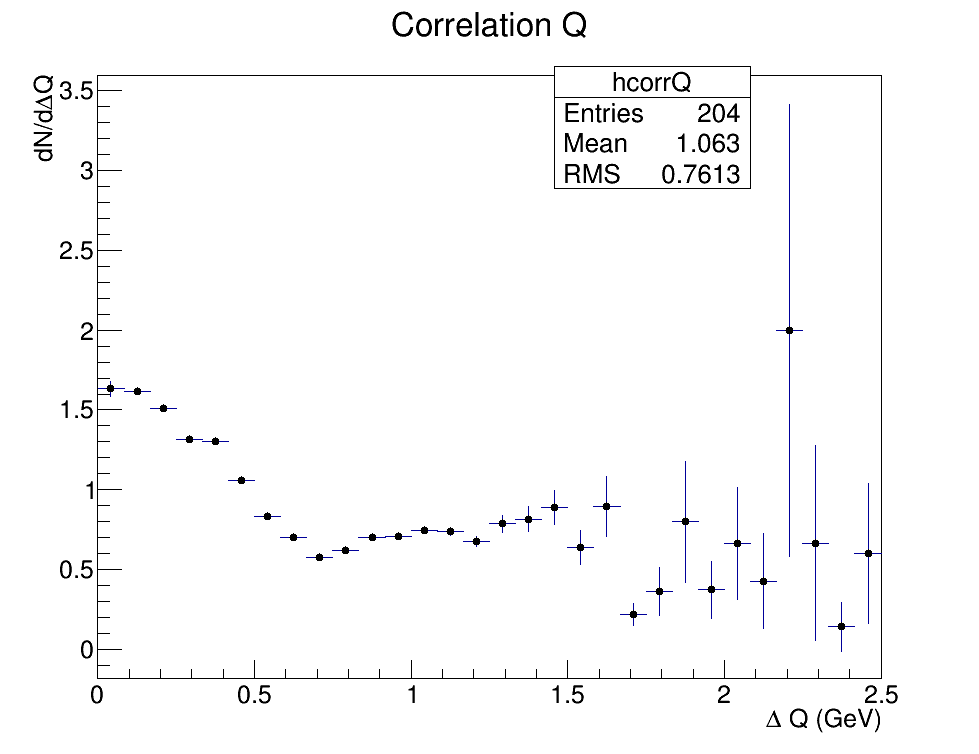 Correlation Q
hcorrQ
Entries 204
Mean 1.063
RMS 0.7613
dN/dΔQ
3.5
3
2.5
2
1.5
1
0.5
0
0 0.5 1 1.5 2 2.5
Δ Q (GeV)